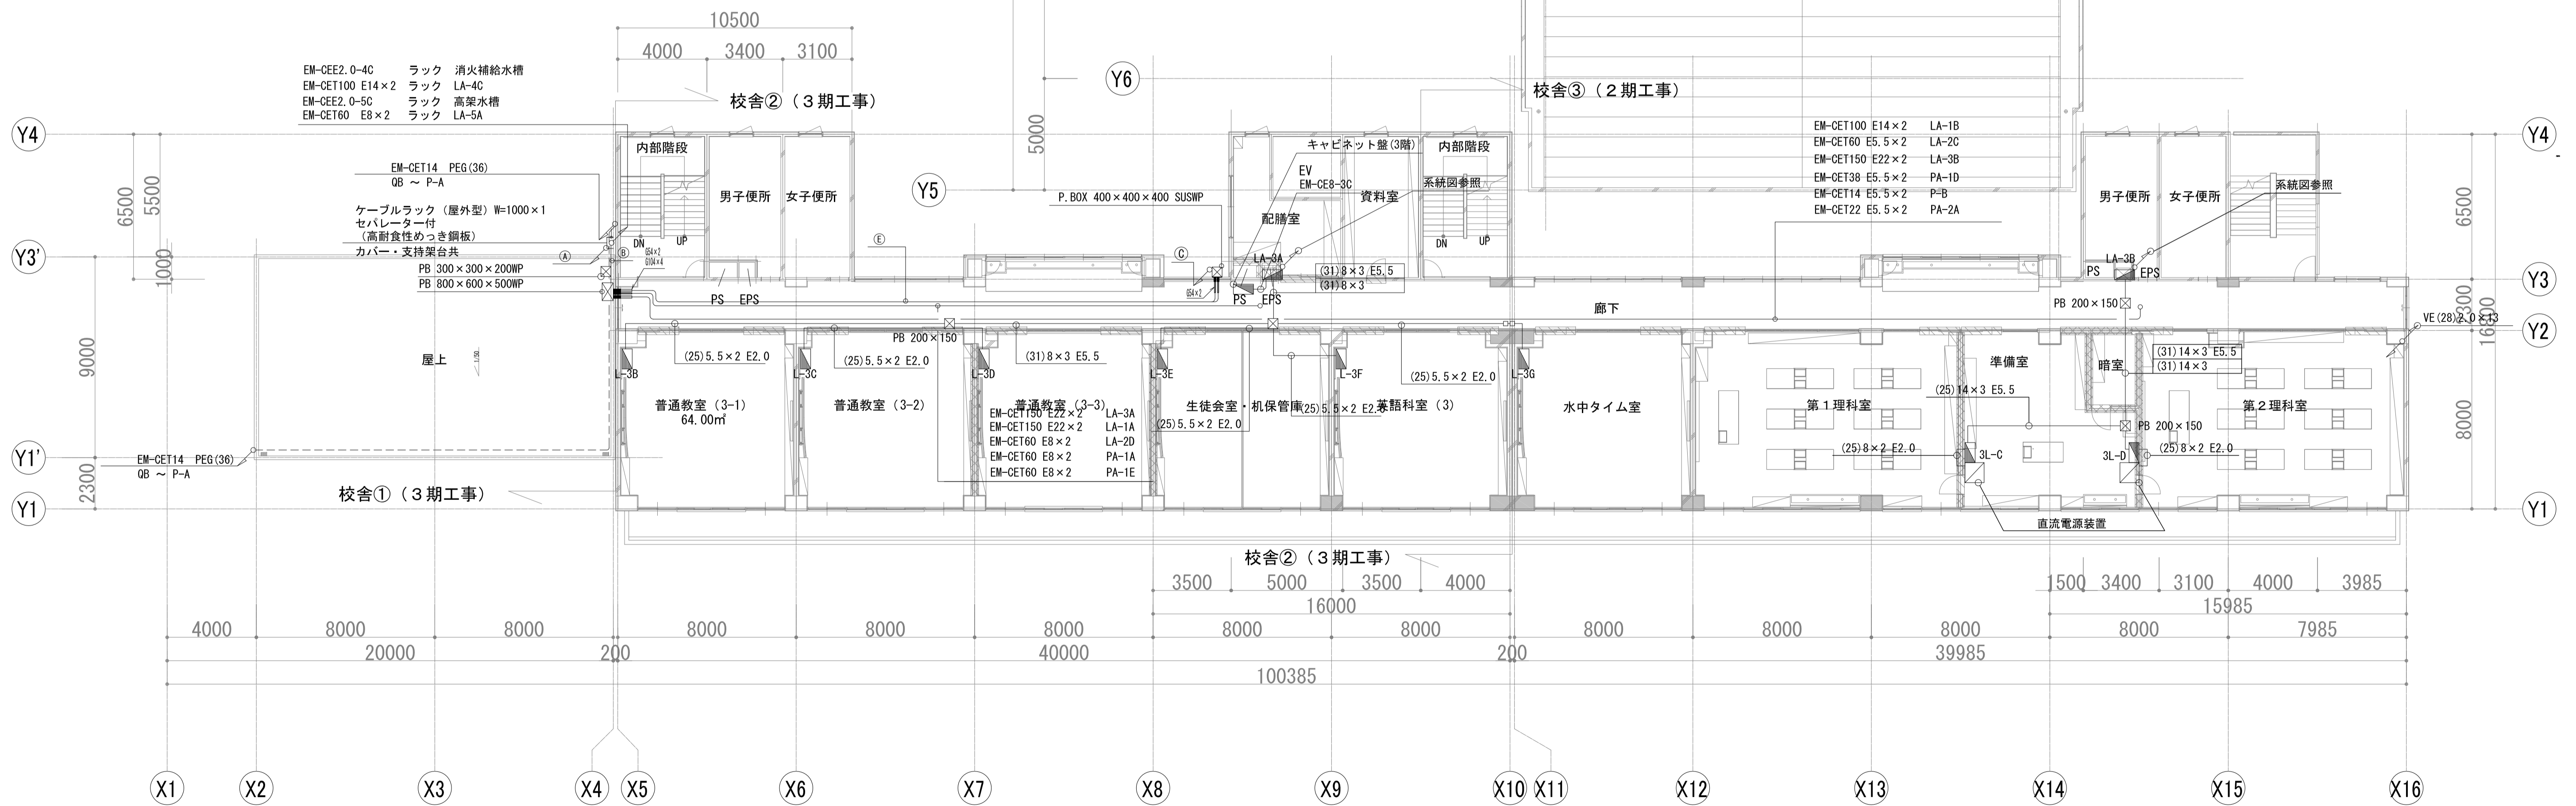 10500
4000 3400 3100
EM-CEE2.0-4C ラック 消火補給水槽
EM-CET100 E14×2 ラック LA-4C
EM-CEE2.0-5C ラック 高架水槽
EM-CET60 E8×2 ラック LA-5A
校舎②（３期工事）
Y6
校舎③（２期工事）
5000
Y4
Y4
EM-CET100 E14×2 LA-1B
EM-CET60 E5.5×2 LA-2C
EM-CET150 E22×2 LA-3B
EM-CET38 E5.5×2 PA-1D
EM-CET14 E5.5×2 P-B
EM-CET22 E5.5×2 PA-2A
内部階段
キャビネット盤(3階)
内部階段
EM-CET14 PEG(36)
QB ～ P-A
EV
EM-CE8-3C
系統図参照
系統図参照
Y5
P.BOX 400×400×400 SUSWP
資料室
男子便所
女子便所
男子便所
女子便所
6500
5500
6500
ケーブルラック（屋外型）W=1000×1
セパレーター付
（高耐食性めっき鋼板）
カバー・支持架台共
配膳室
DN
UP
DN
UP
Ⓔ
Ⓐ
Ⓑ
Ⓒ
G54×2
G104×4
Y3'
Y3'
1000
LA-3A
LA-3B
PB 300×300×200WP
PB 800×600×500WP
(31)8×3 E5.5
(31)8×3
PS
EPS
G54×2
PS
EPS
PS
EPS
Y3
2300
16800
廊下
PB 200×150
VE(28)2.0×13
Y2
PB 200×150
屋上
1/50
9000
(25)5.5×2 E2.0
(25)5.5×2 E2.0
(31)8×3 E5.5
(25)5.5×2 E2.0
L-3B
L-3C
L-3D
L-3E
L-3F
L-3G
準備室
暗室
(31)14×3 E5.5
(31)14×3
(25)14×3 E5.5
普通教室（3-1）
64.00㎡
普通教室（3-2）
普通教室（3-3）
生徒会室・机保管庫
(25)5.5×2 E2.0
英語科室（3）
水中タイム室
第１理科室
第２理科室
EM-CET150 E22×2 LA-3A
EM-CET150 E22×2 LA-1A
EM-CET60 E8×2 LA-2D
EM-CET60 E8×2 PA-1A
EM-CET60 E8×2 PA-1E
(25)5.5×2 E2.0
PB 200×150
8000
(25)8×2 E2.0
3L-C
3L-D
(25)8×2 E2.0
Y1'
EM-CET14 PEG(36)
QB ～ P-A
2300
校舎①（３期工事）
Y1
Y1
直流電源装置
校舎②（３期工事）
3500 5000 3500 4000
1500 3400 3100 4000 3985
16000
15985
4000 8000 8000 8000 8000 8000 8000 8000 8000 8000 8000 8000 7985
20000 200 40000 200 39985
100385
X1 X2 X3 X4 X5 X6 X7 X8 X9 X10 X11 X12 X13 X14 X15 X16